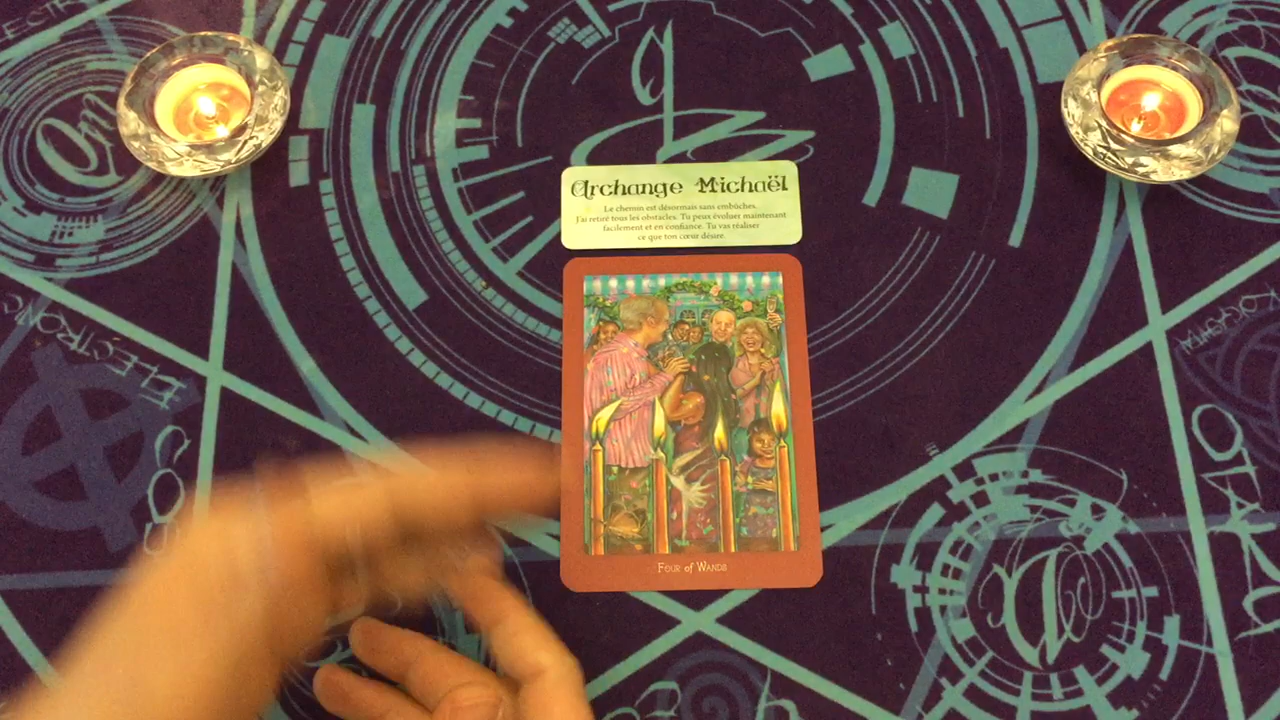 Archange Michaël
Le chemin est désormais sans embûches.
J'ai retiré tous les obstacles. Tu peux évoluer maintenant
facilement et en confiance. Tu vas réaliser
ce que ton cœur désire.
ELECTRONIC
Four of Wands